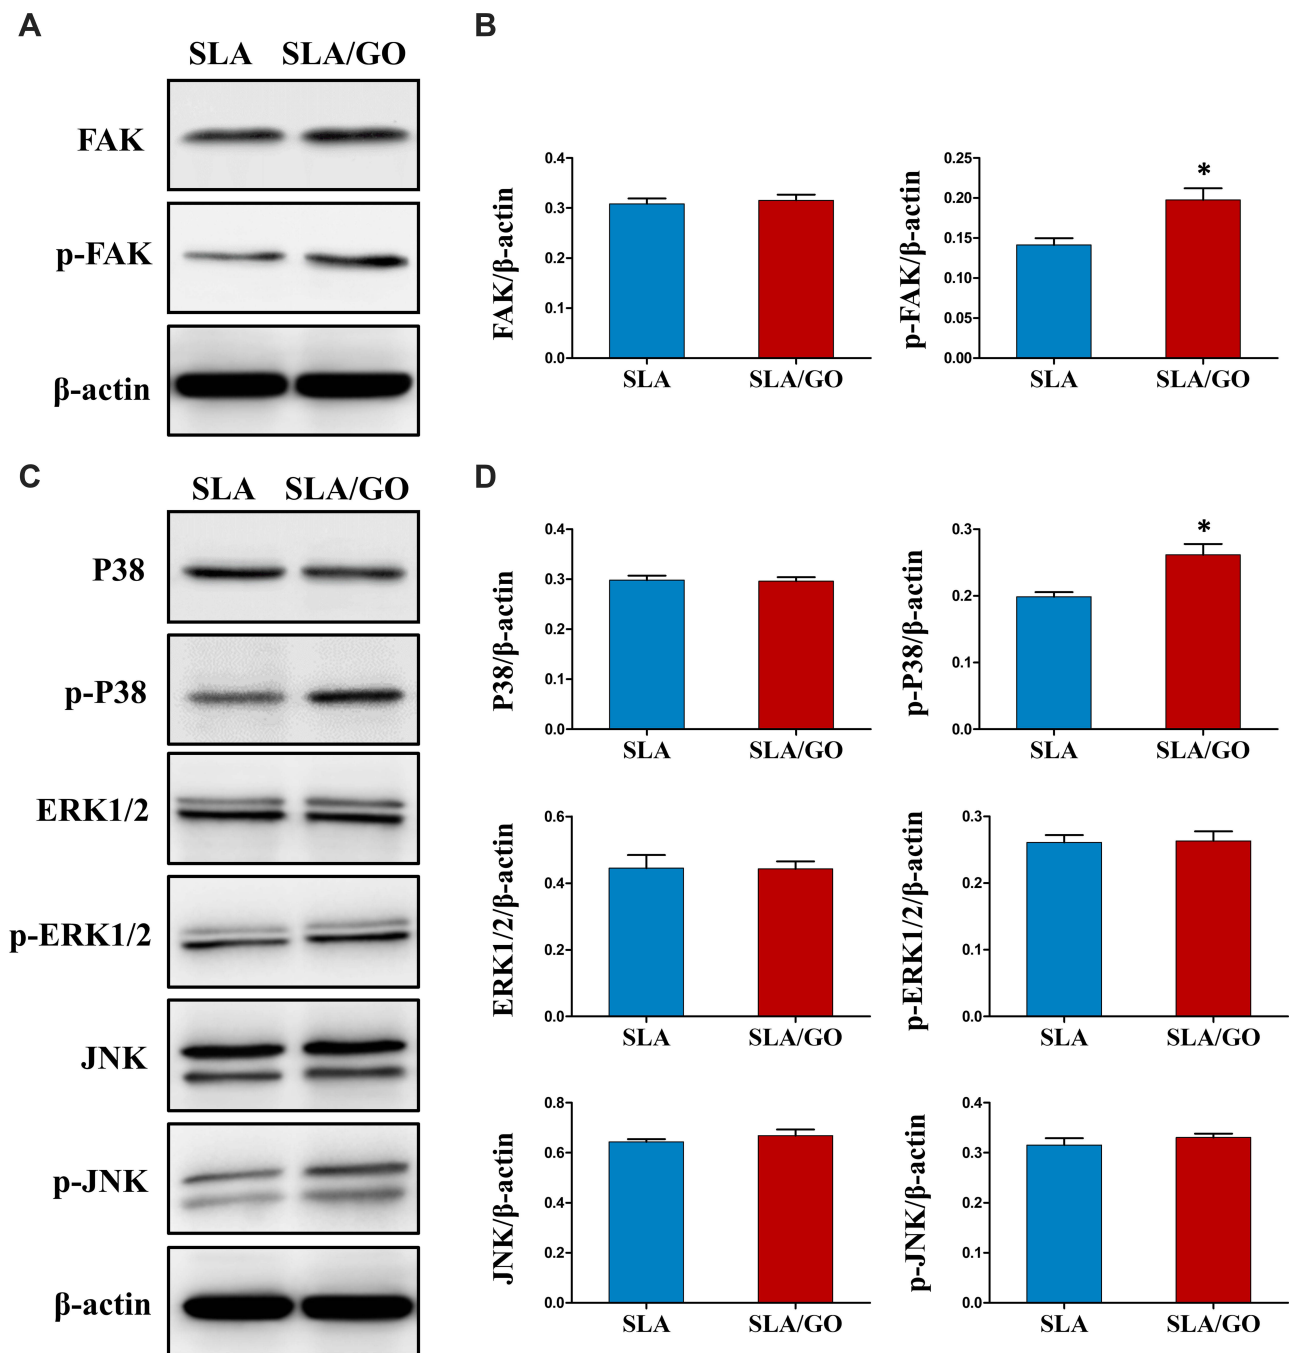 A
SLA SLA/GO
FAK
p-FAK
β-actin
B
FAK/β-actin
0.4
0.3
0.2
0.1
0.0
SLA SLA/GO
p-FAK/β-actin
0.25
0.20
0.15
0.10
0.05
0.00
*
SLA SLA/GO
C
SLA SLA/GO
P38
p-P38
ERK1/2
p-ERK1/2
JNK
p-JNK
β-actin
D
P38/β-actin
0.4
0.3
0.2
0.1
0.0
SLA SLA/GO
p-P38/β-actin
0.3
0.2
0.1
0.0
*
SLA SLA/GO
ERK1/2/β-actin
0.6
0.4
0.2
0.0
SLA SLA/GO
p-ERK1/2/β-actin
0.3
0.2
0.1
0.0
SLA SLA/GO
JNK/β-actin
0.8
0.6
0.4
0.2
0.0
SLA SLA/GO
p-JNK/β-actin
0.4
0.3
0.2
0.1
0.0
SLA SLA/GO